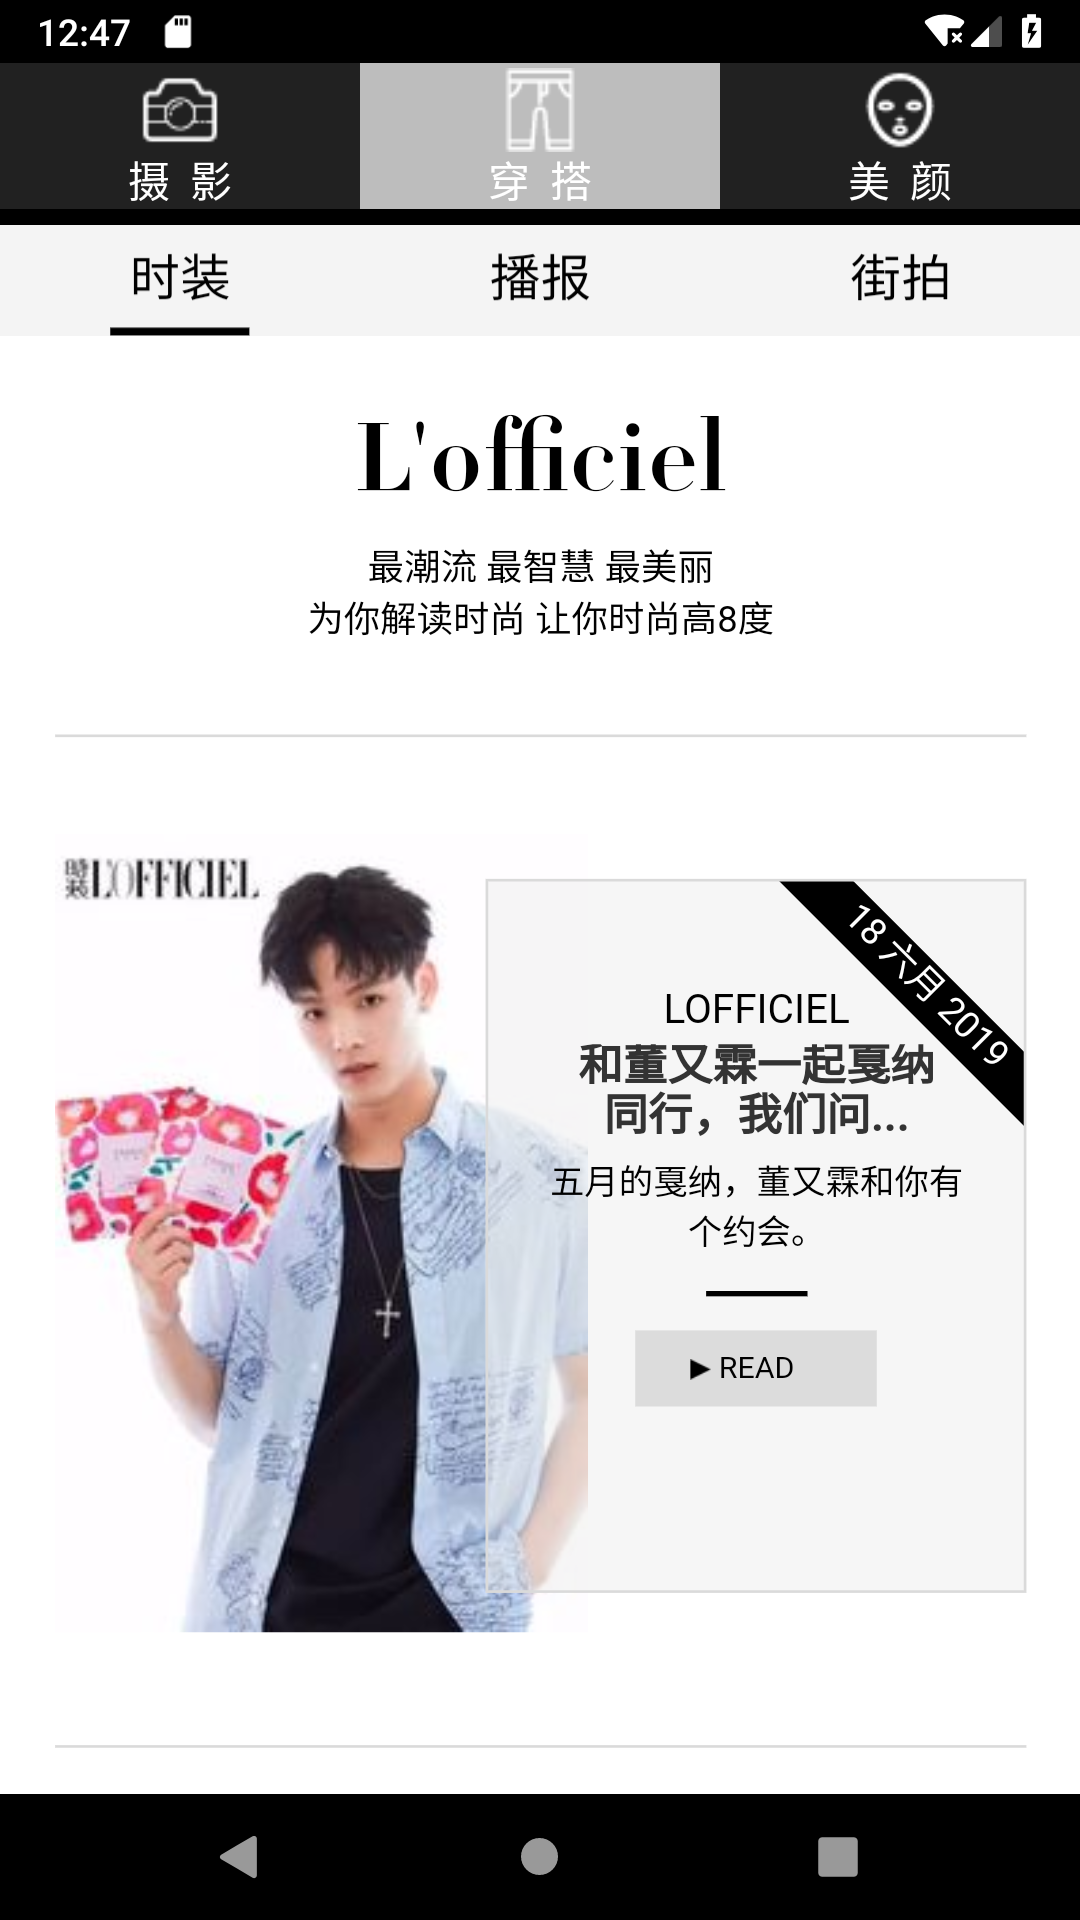 12:47
摄 影
穿 搭
美 颜
时装
播报
街拍
L'officiel
最潮流 最智慧 最美丽
为你解读时尚 让你时尚高8度
時裝 L'OFFICIEL
18 六月 2019
LOFFICIEL
和董又霖一起戛纳
同行，我们问...
五月的戛纳，董又霖和你有
个约会。
▶ READ